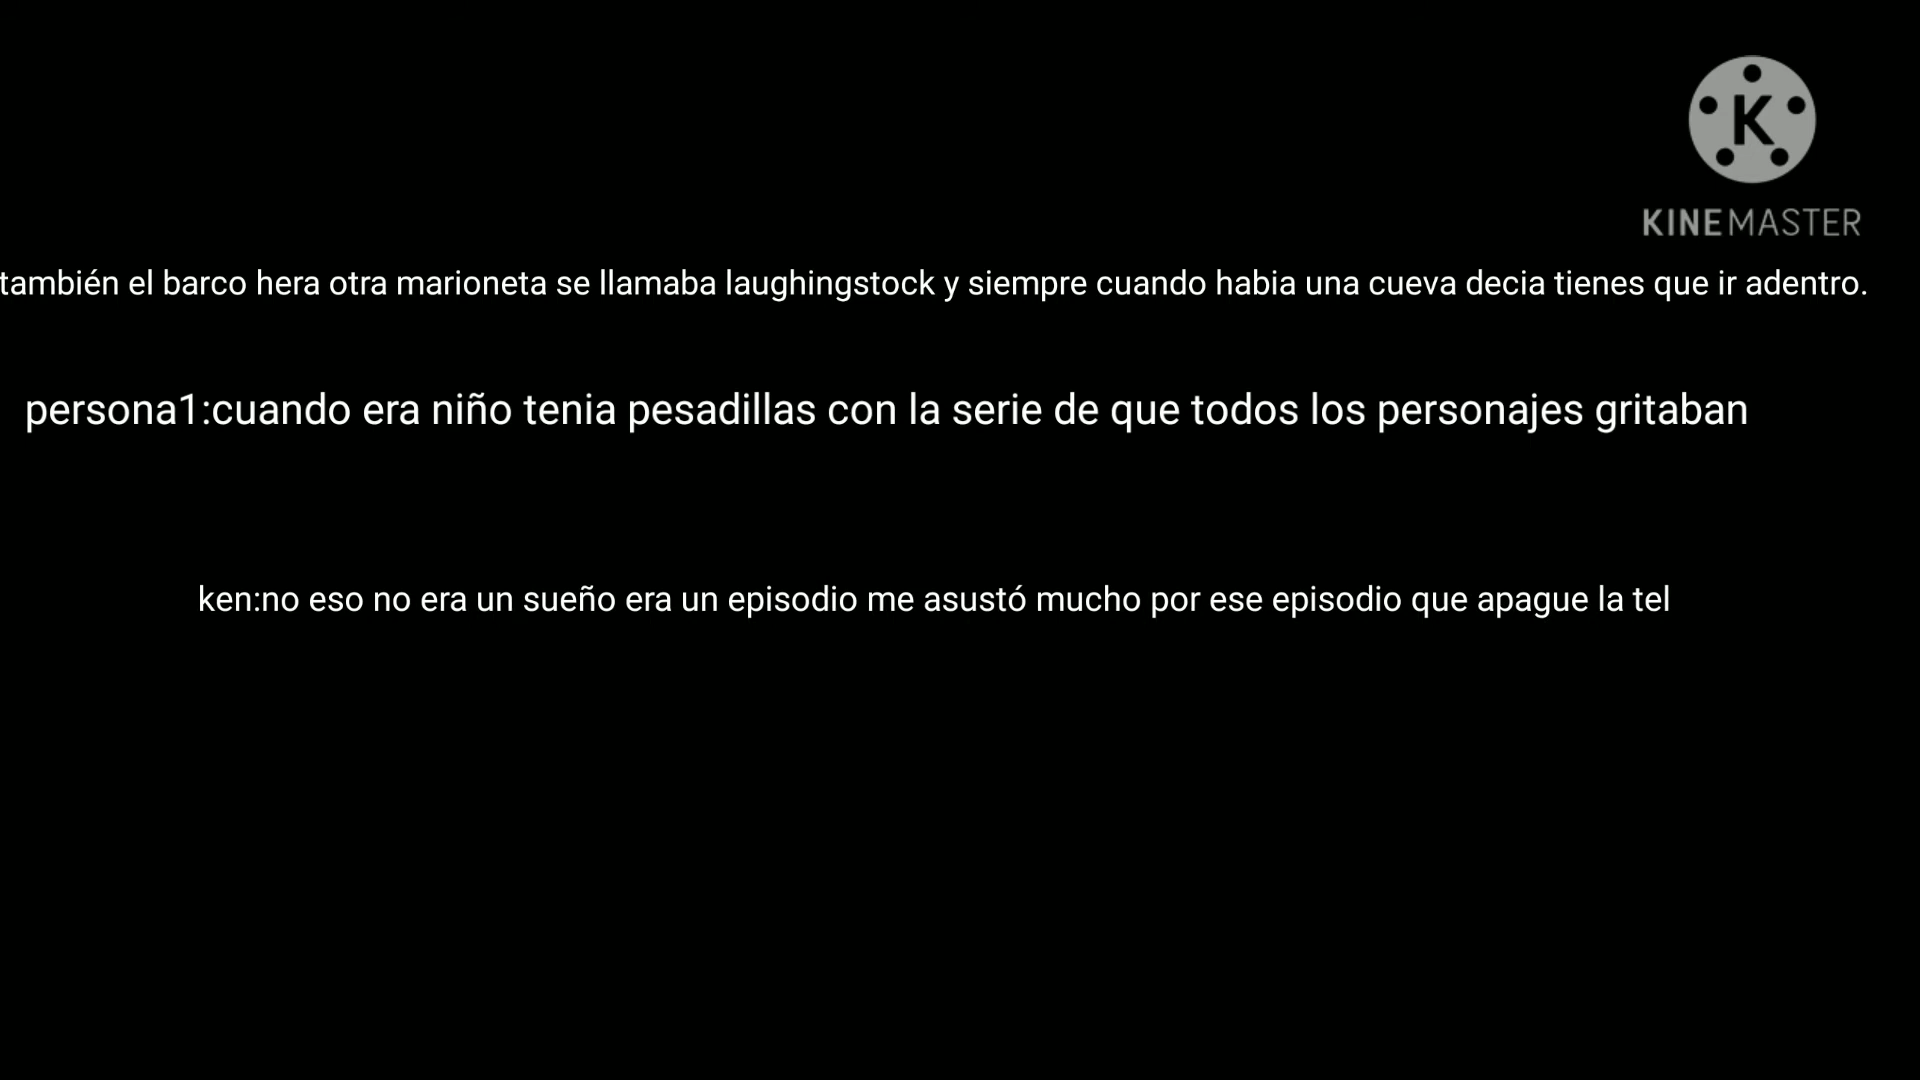 K
KINEMASTER
también el barco hera otra marioneta se llamaba laughingstock y siempre cuando habia una cueva decia tienes que ir adentro.
persona1:cuando era niño tenia pesadillas con la serie de que todos los personajes gritaban
ken:no eso no era un sueño era un episodio me asustó mucho por ese episodio que apague la tel